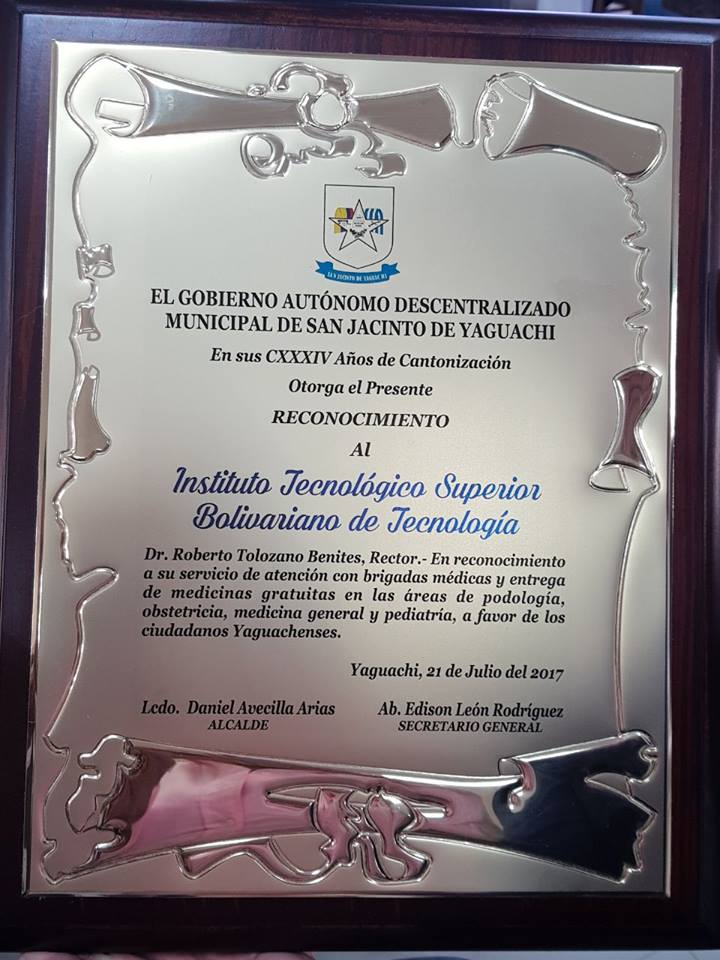 SAN JACINTO DE YAGUACHI
EL GOBIERNO AUTÓNOMO DESCENTRALIZADO
MUNICIPAL DE SAN JACINTO DE YAGUACHI
En sus CXXXIV Años de Cantonización
Otorga el Presente
RECONOCIMIENTO
Al
Instituto Tecnológico Superior
Bolivariano de Tecnología
Dr. Roberto Tolozano Benites, Rector.- En reconocimiento
a su servicio de atención con brigadas médicas y entrega
de medicinas gratuitas en las áreas de podología,
obstetricia, medicina general y pediatría, a favor de los
ciudadanos Yaguachenses.
Yaguachi, 21 de Julio del 2017
Lcdo. Daniel Avecilla Arias Ab. Edison León Rodríguez
ALCALDE SECRETARIO GENERAL